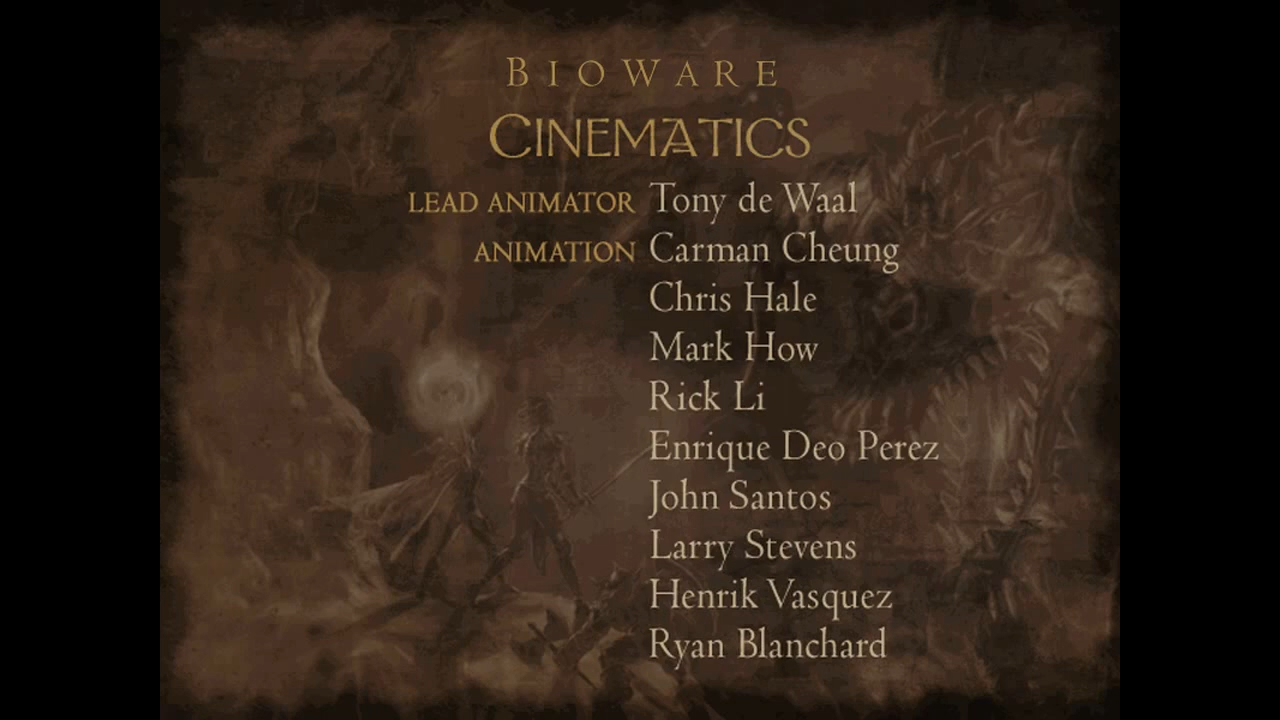 BIOWARE
CINEMATICS
LEAD ANIMATOR Tony de Waal
ANIMATION Carman Cheung
Chris Hale
Mark How
Rick Li
Enrique Deo Perez
John Santos
Larry Stevens
Henrik Vasquez
Ryan Blanchard